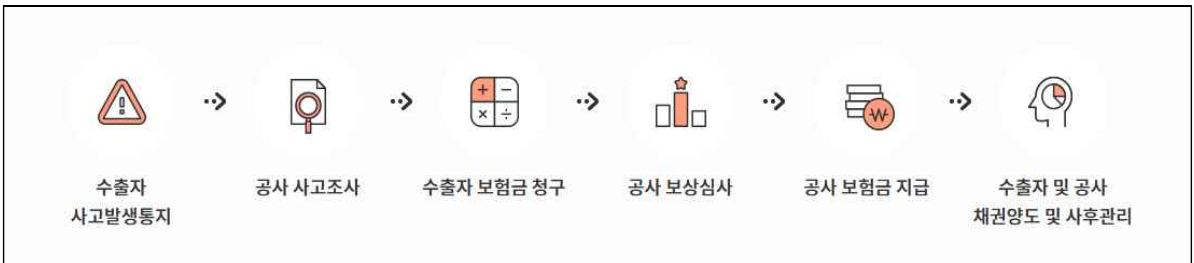 수출자
사고발생통지
공사 사고조사
수출자 보험금 청구
공사 보상심사
공사 보험금 지급
수출자 및 공사
채권양도 및 사후관리